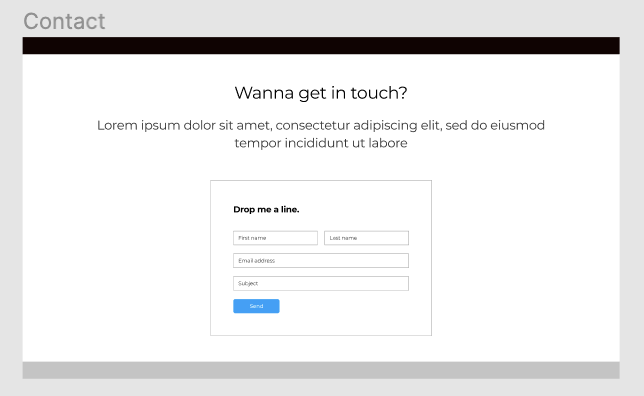 Contact
Wanna get in touch?
Lorem ipsum dolor sit amet, consectetur adipiscing elit, sed do eiusmod
tempor incididunt ut labore
Drop me a line.
First name
Last name
Email address
Subject
Send